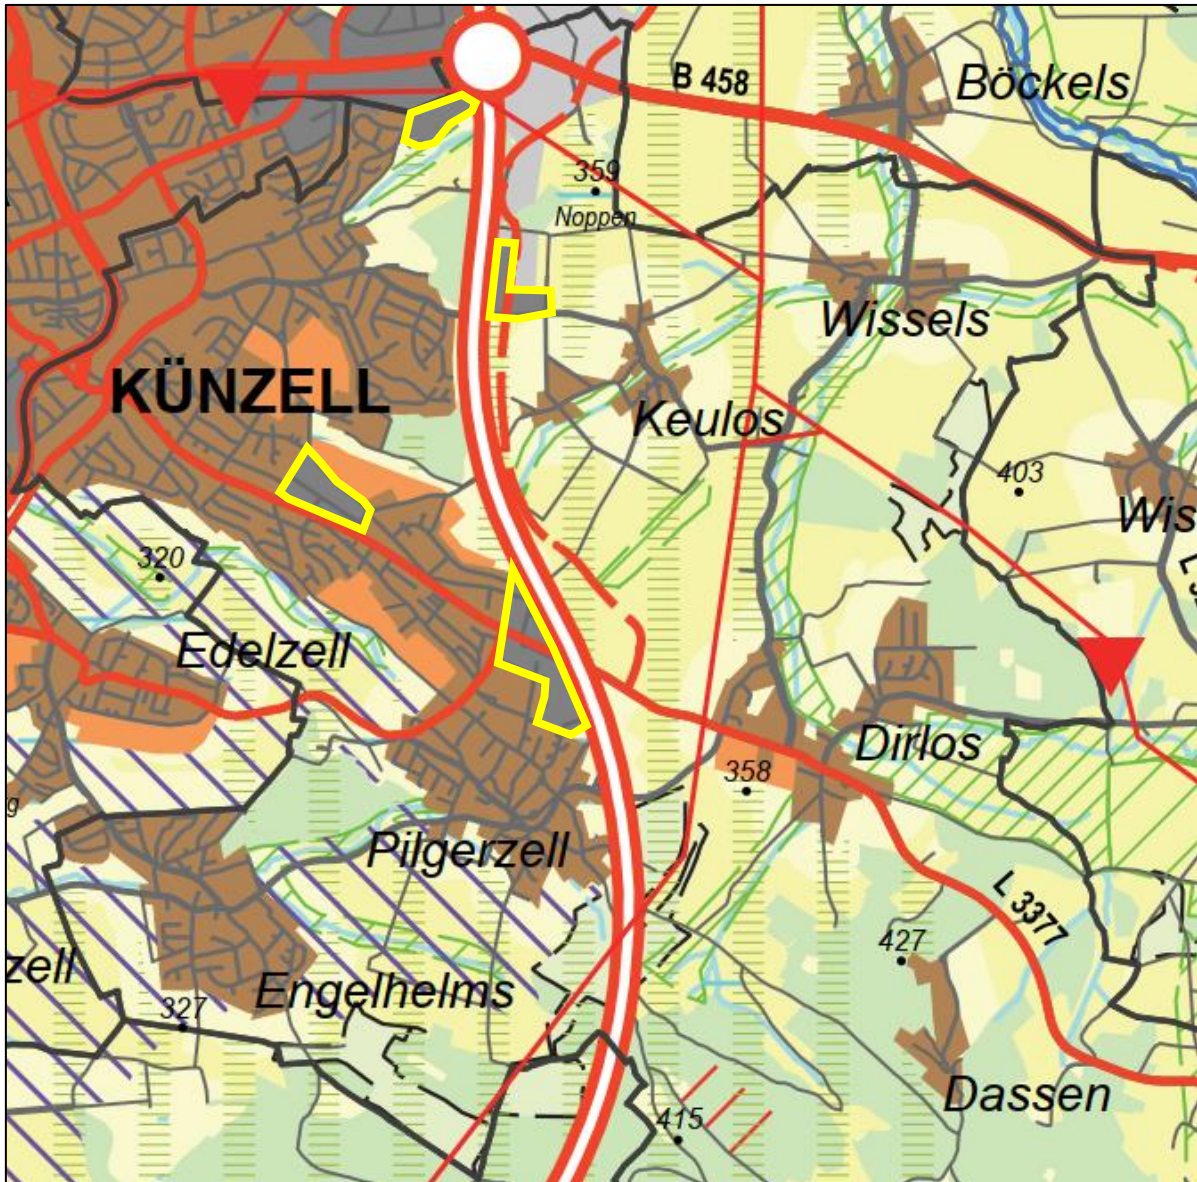 B 458
Böckels
359
Noppen
Wissels
KÜNZELL
Keulos
403
Wis
320
L 3
Edelzell
Dirlos
358
g
Pilgerzell
L 3377
427
zell
Engelhelms
327
Dassen
415